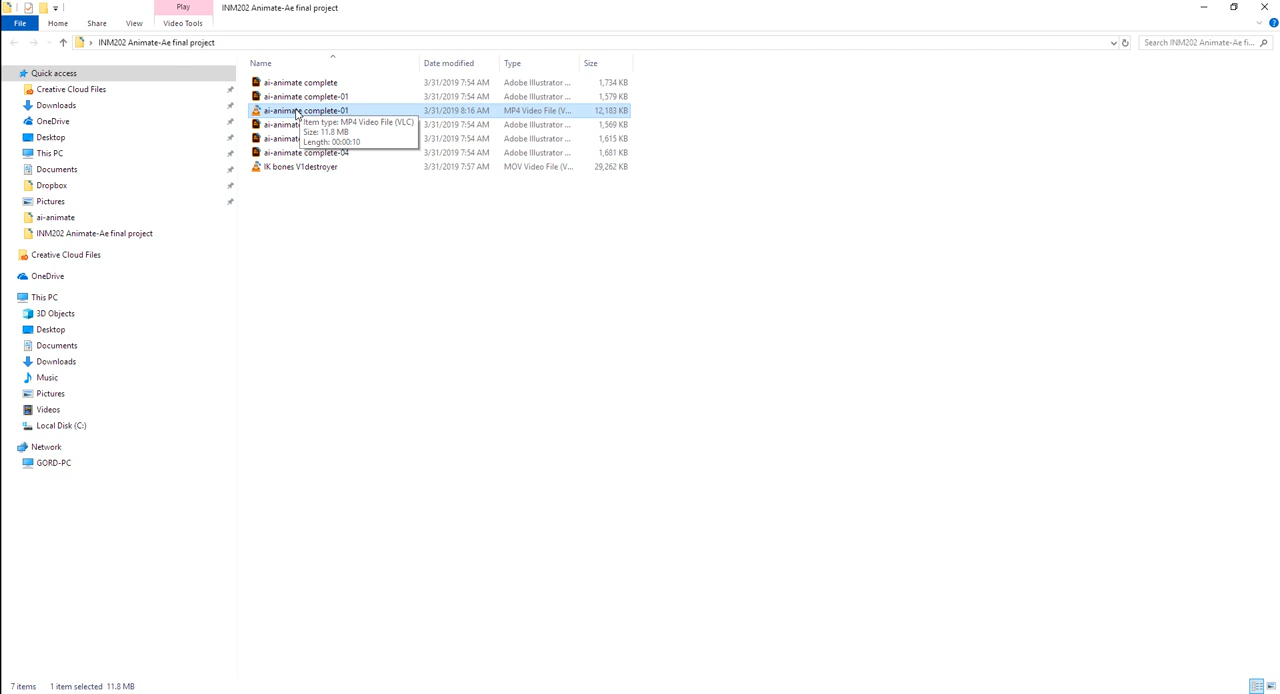 Play
INM202 Animate-Ae final project
File
Home
Share
View
Video Tools
INM202 Animate-Ae final project
Search INM202 Animate-Ae fi...
Name
Date modified
Type
Size
Quick access
Creative Cloud Files
Downloads
OneDrive
Desktop
This PC
Documents
Dropbox
Pictures
ai-animate
INM202 Animate-Ae final project
Creative Cloud Files
OneDrive
This PC
3D Objects
Desktop
Documents
Downloads
Music
Pictures
Videos
Local Disk (C:)
Network
GORD-PC
ai-animate complete 3/31/2019 7:54 AM Adobe Illustrator ... 1,734 KB
ai-animate complete-01 3/31/2019 7:54 AM Adobe Illustrator ... 1,579 KB
ai-animate complete-01 3/31/2019 8:16 AM MP4 Video File (V... 12,183 KB
ai-animat 3/31/2019 7:54 AM Adobe Illustrator ... 1,569 KB
ai-animat 3/31/2019 7:54 AM Adobe Illustrator ... 1,615 KB
ai-animate complete-04 3/31/2019 7:54 AM Adobe Illustrator ... 1,681 KB
IK bones V1destroyer 3/31/2019 7:57 AM MOV Video File (V... 29,262 KB
Item type: MP4 Video File (VLC)
Size: 11.8 MB
Length: 00:00:10
7 items 1 item selected 11.8 MB